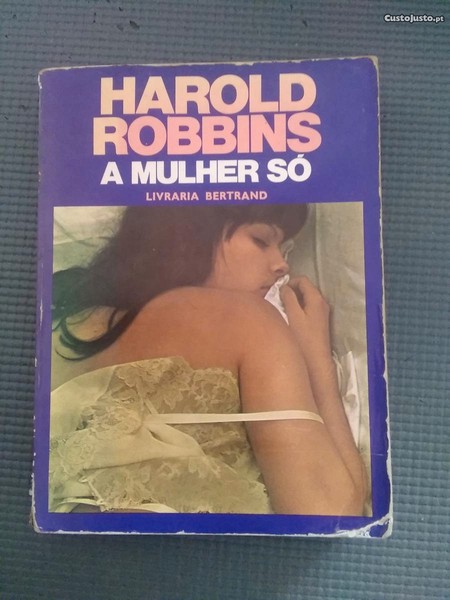 CustoJusto.pt
HAROLD
ROBBINS
A MULHER SÓ
LIVRARIA BERTRAND